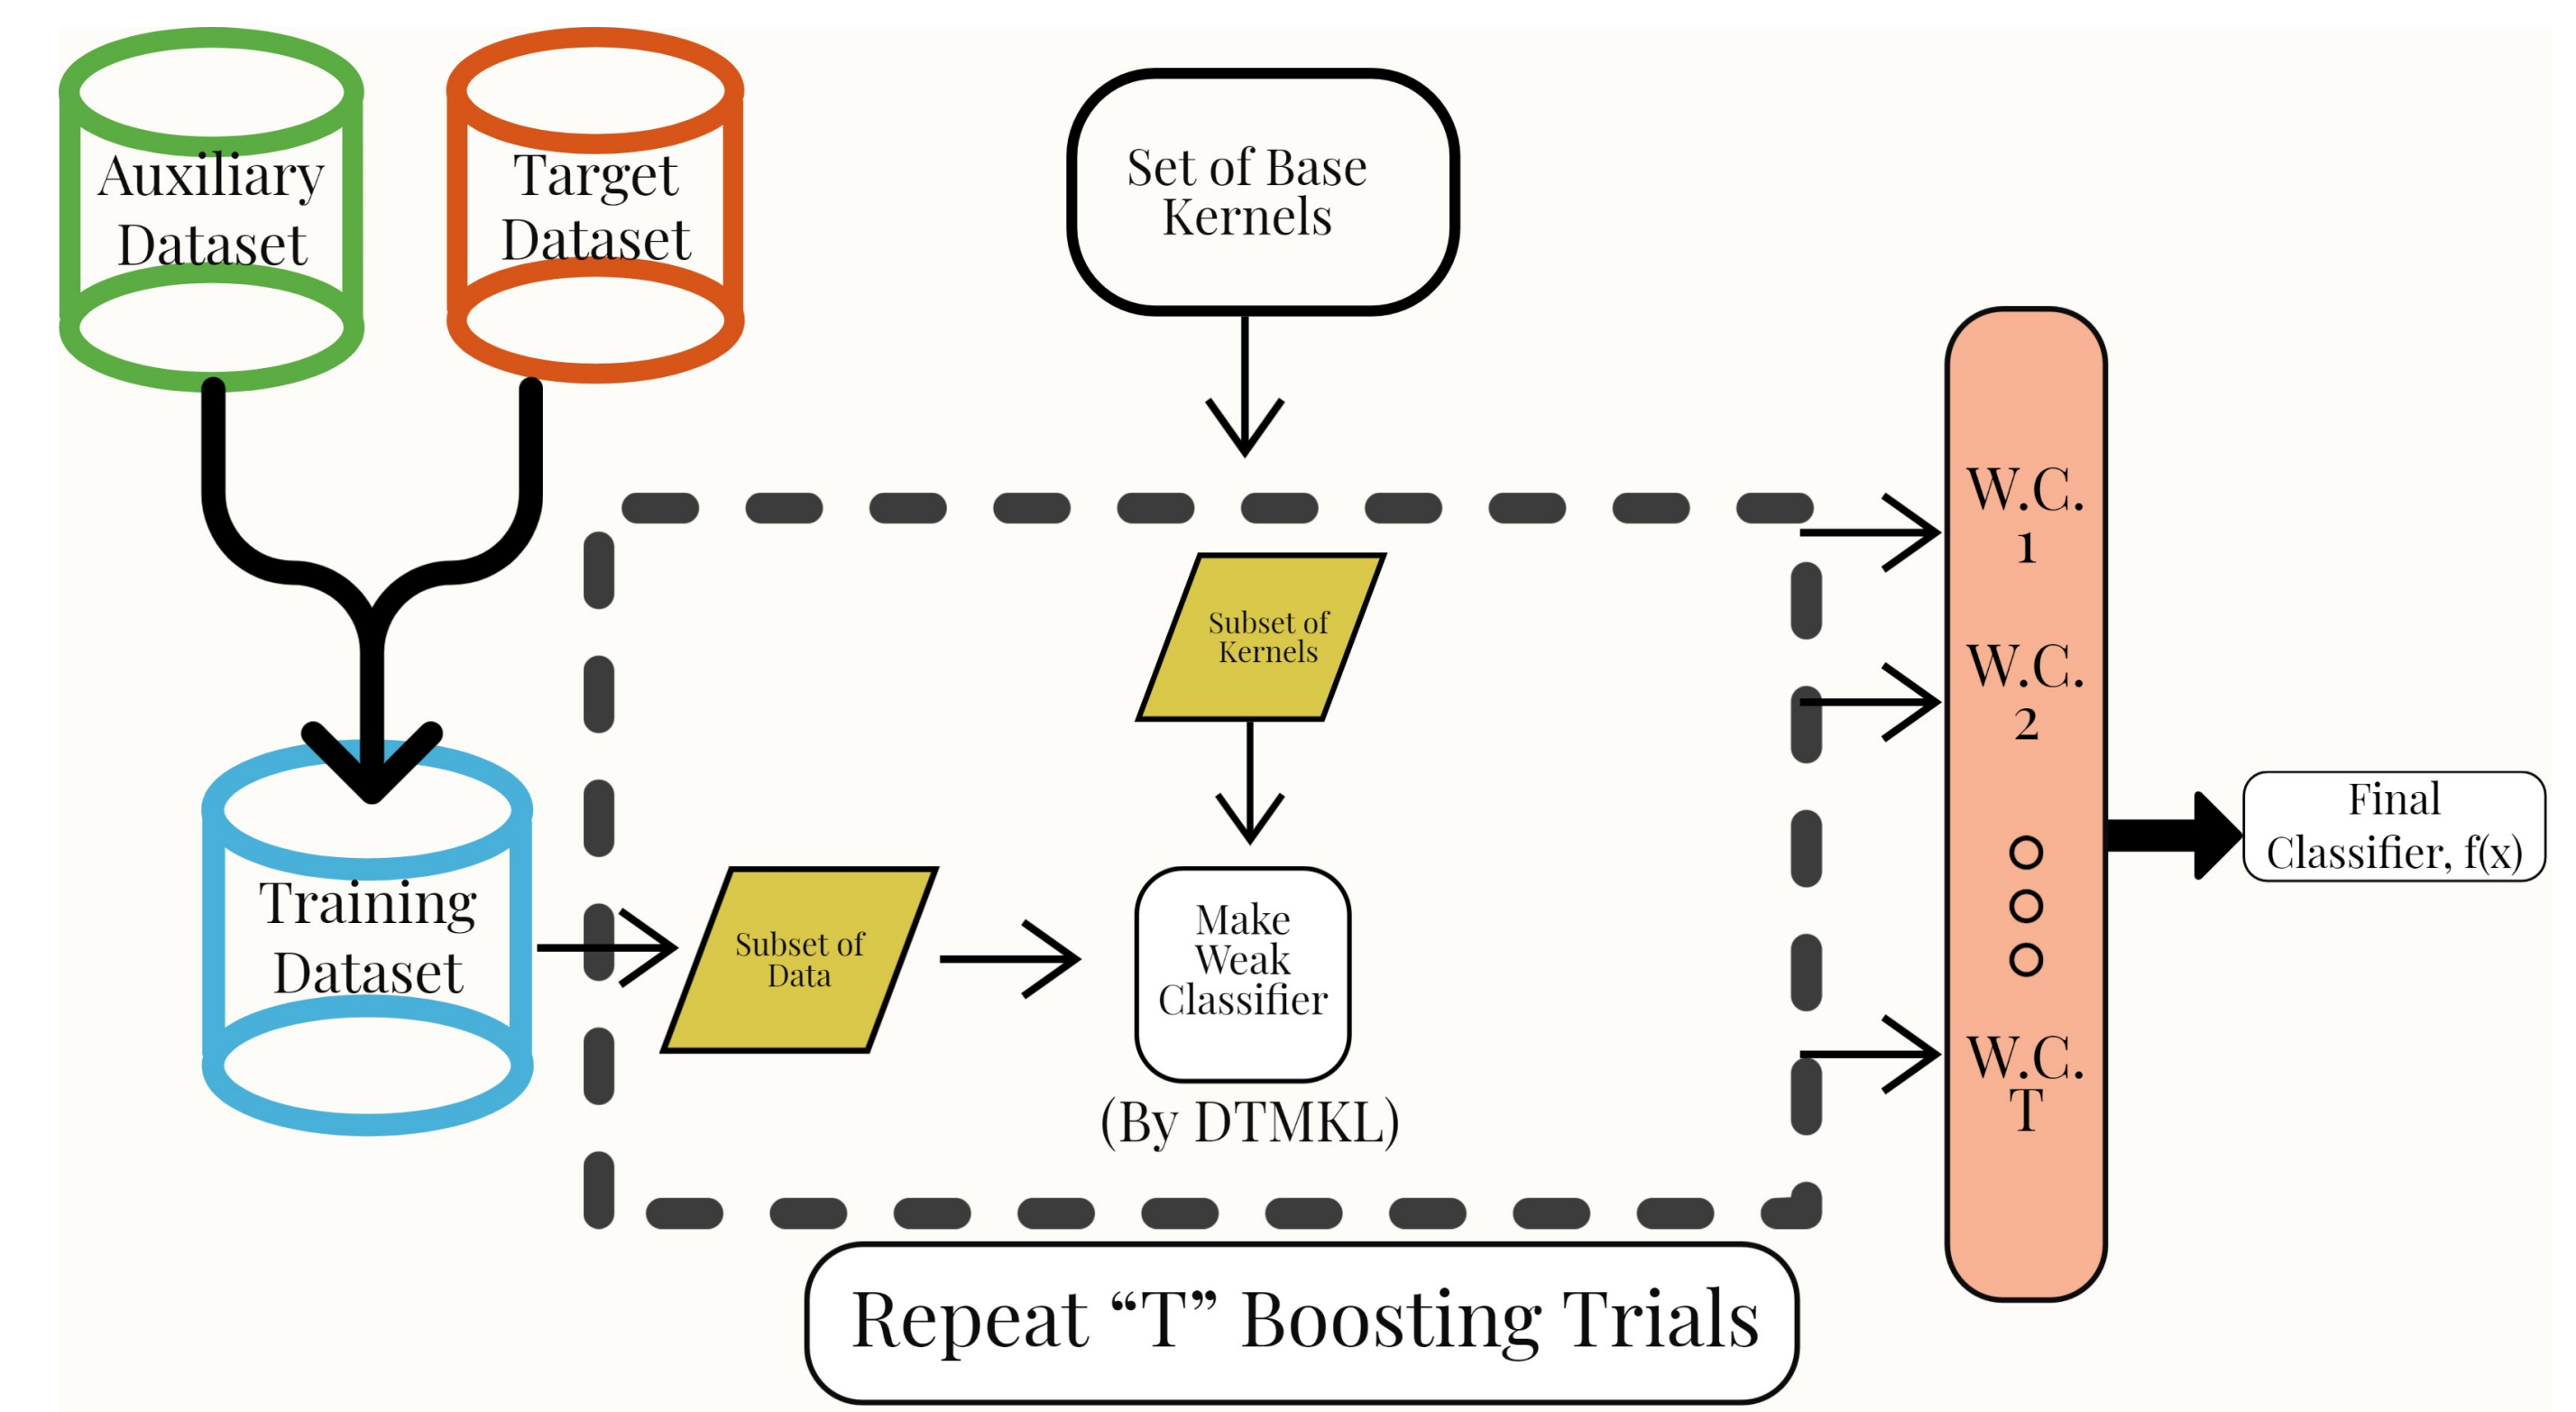 Auxiliary
Dataset
Target
Dataset
Set of Base
Kernels
Training
Dataset
Subset of
Kernels
Subset of
Data
Make
Weak
Classifier
(By DTMKL)
Repeat “T” Boosting Trials
W.C.
1
W.C.
2
W.C.
T
Final
Classifier, f(x)